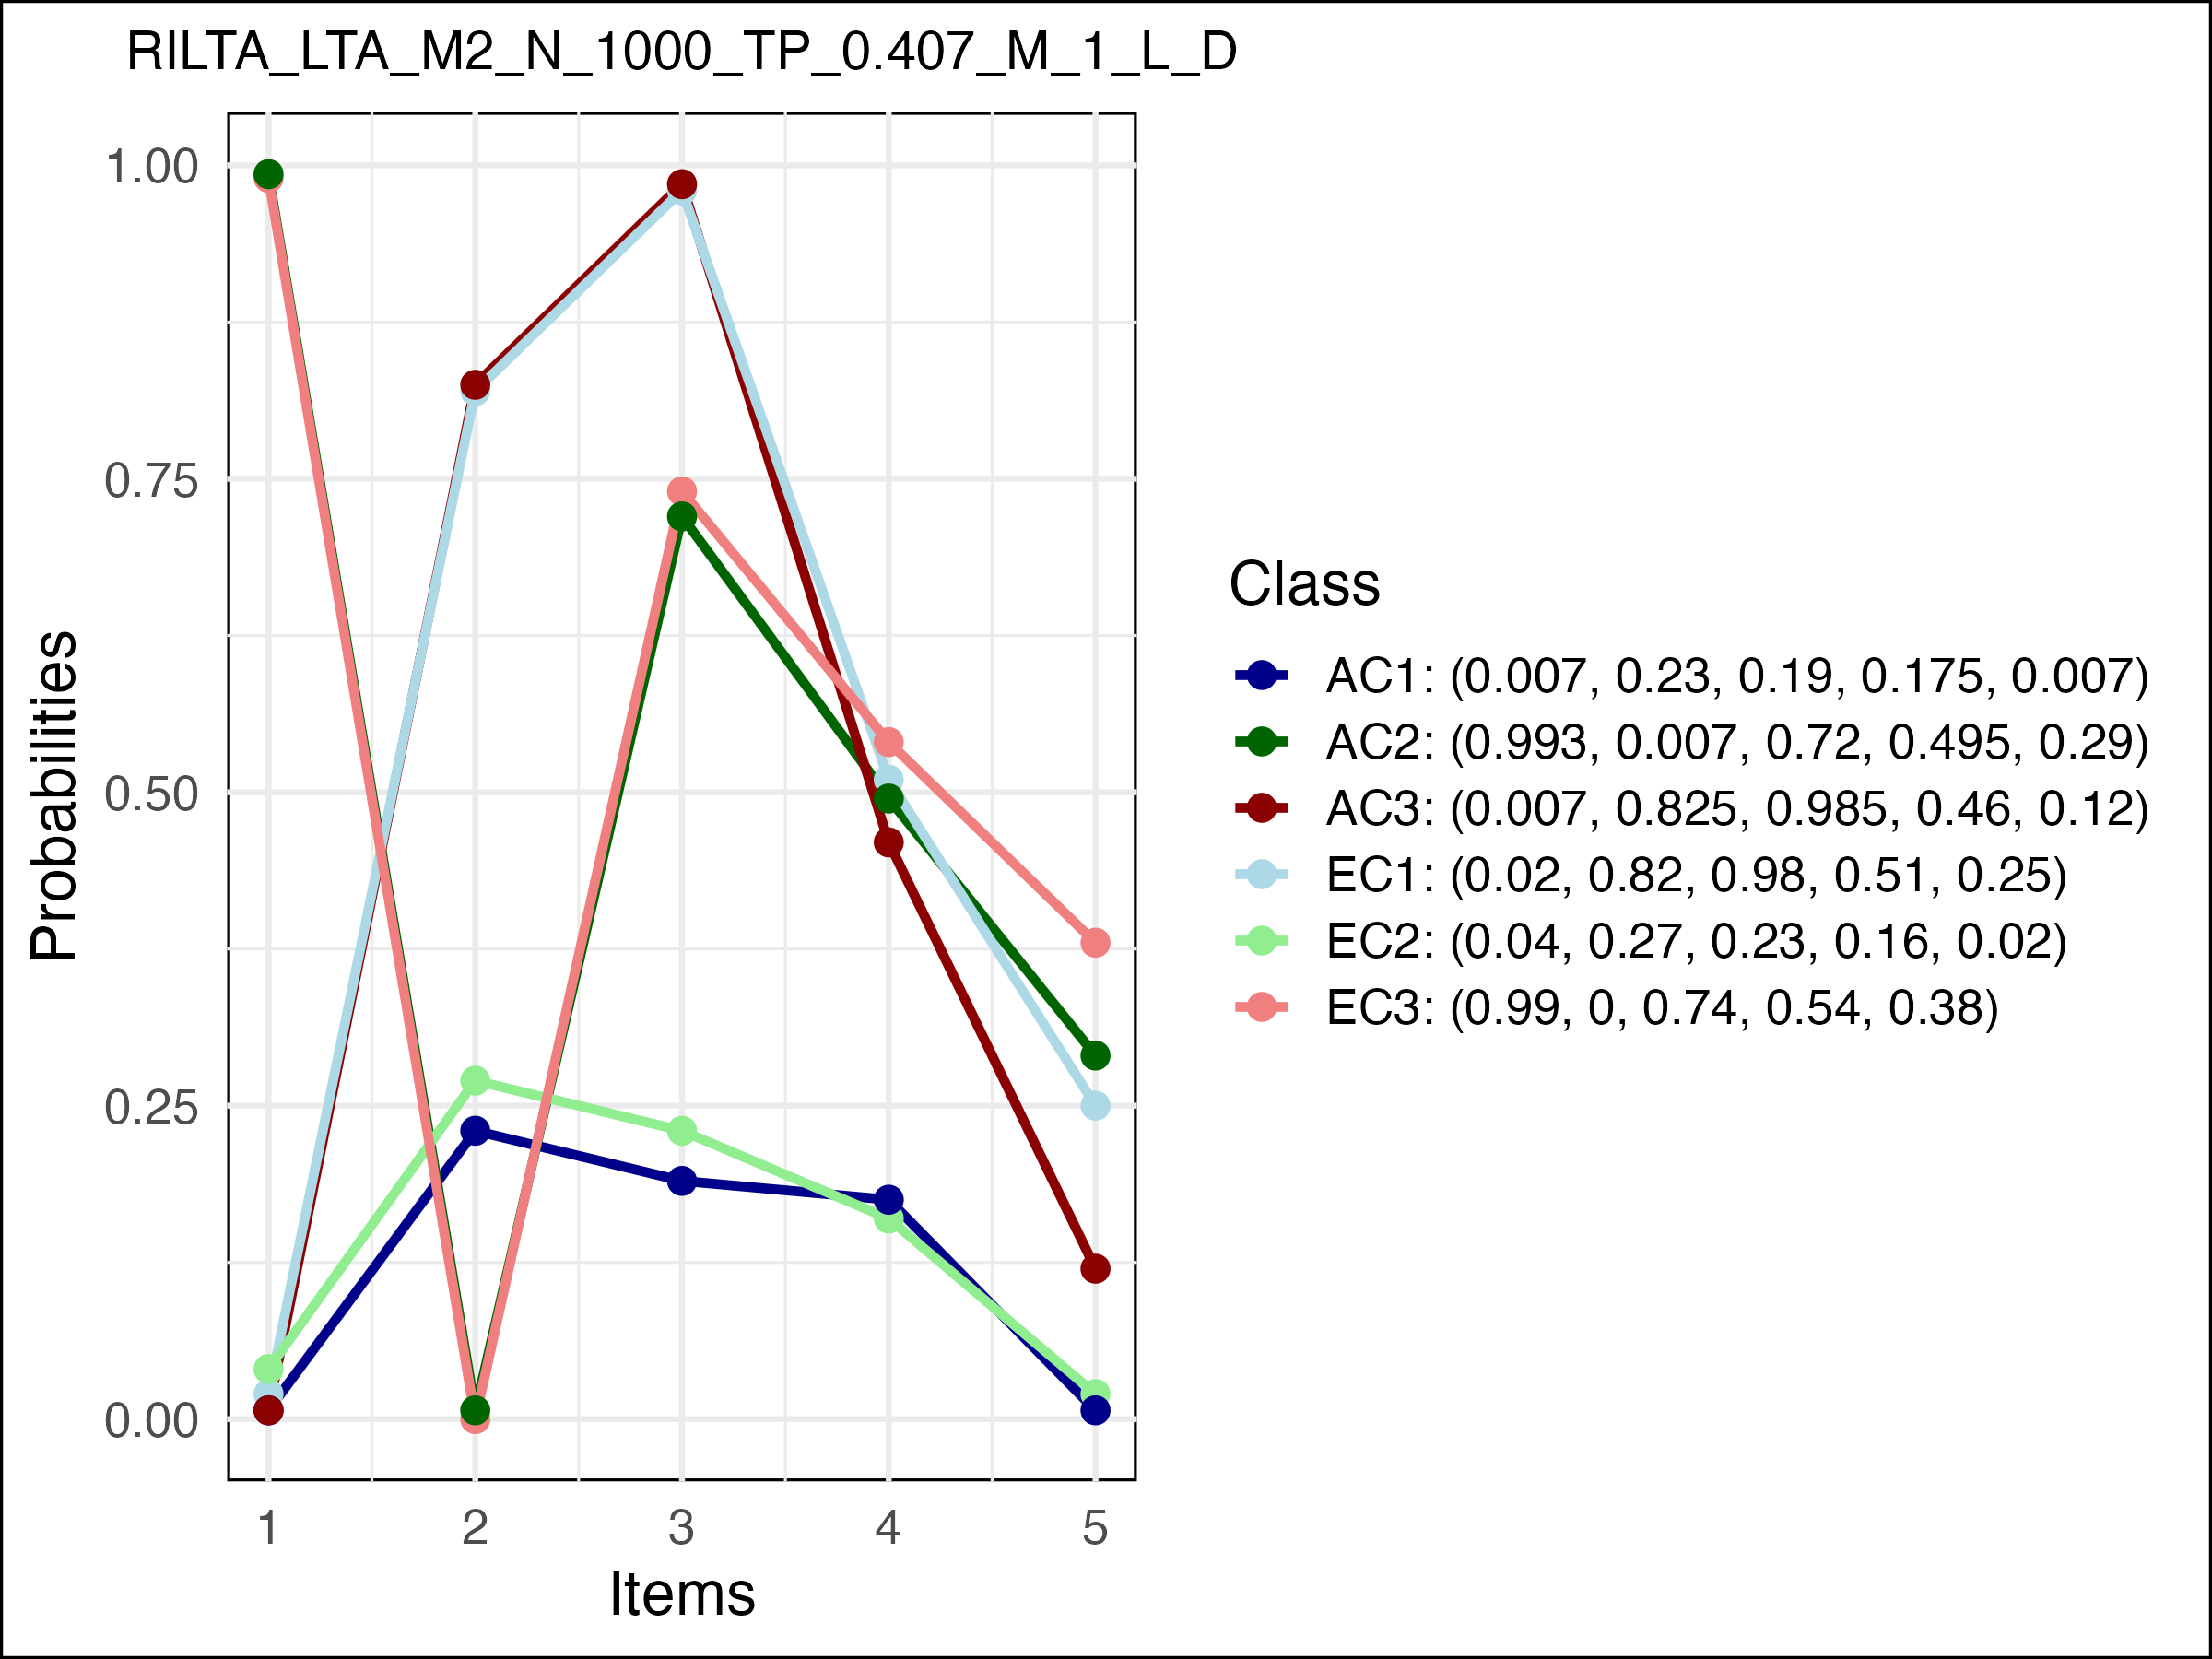 RILTA_LTA_M2_N_1000_TP_0.407_M_1_L_D
1.00
0.75
0.50
0.25
0.00
Probabilities
1 2 3 4 5
Items
Class
AC1: (0.007, 0.23, 0.19, 0.175, 0.007)
AC2: (0.993, 0.007, 0.72, 0.495, 0.29)
AC3: (0.007, 0.825, 0.985, 0.46, 0.12)
EC1: (0.02, 0.82, 0.98, 0.51, 0.25)
EC2: (0.04, 0.27, 0.23, 0.16, 0.02)
EC3: (0.99, 0, 0.74, 0.54, 0.38)